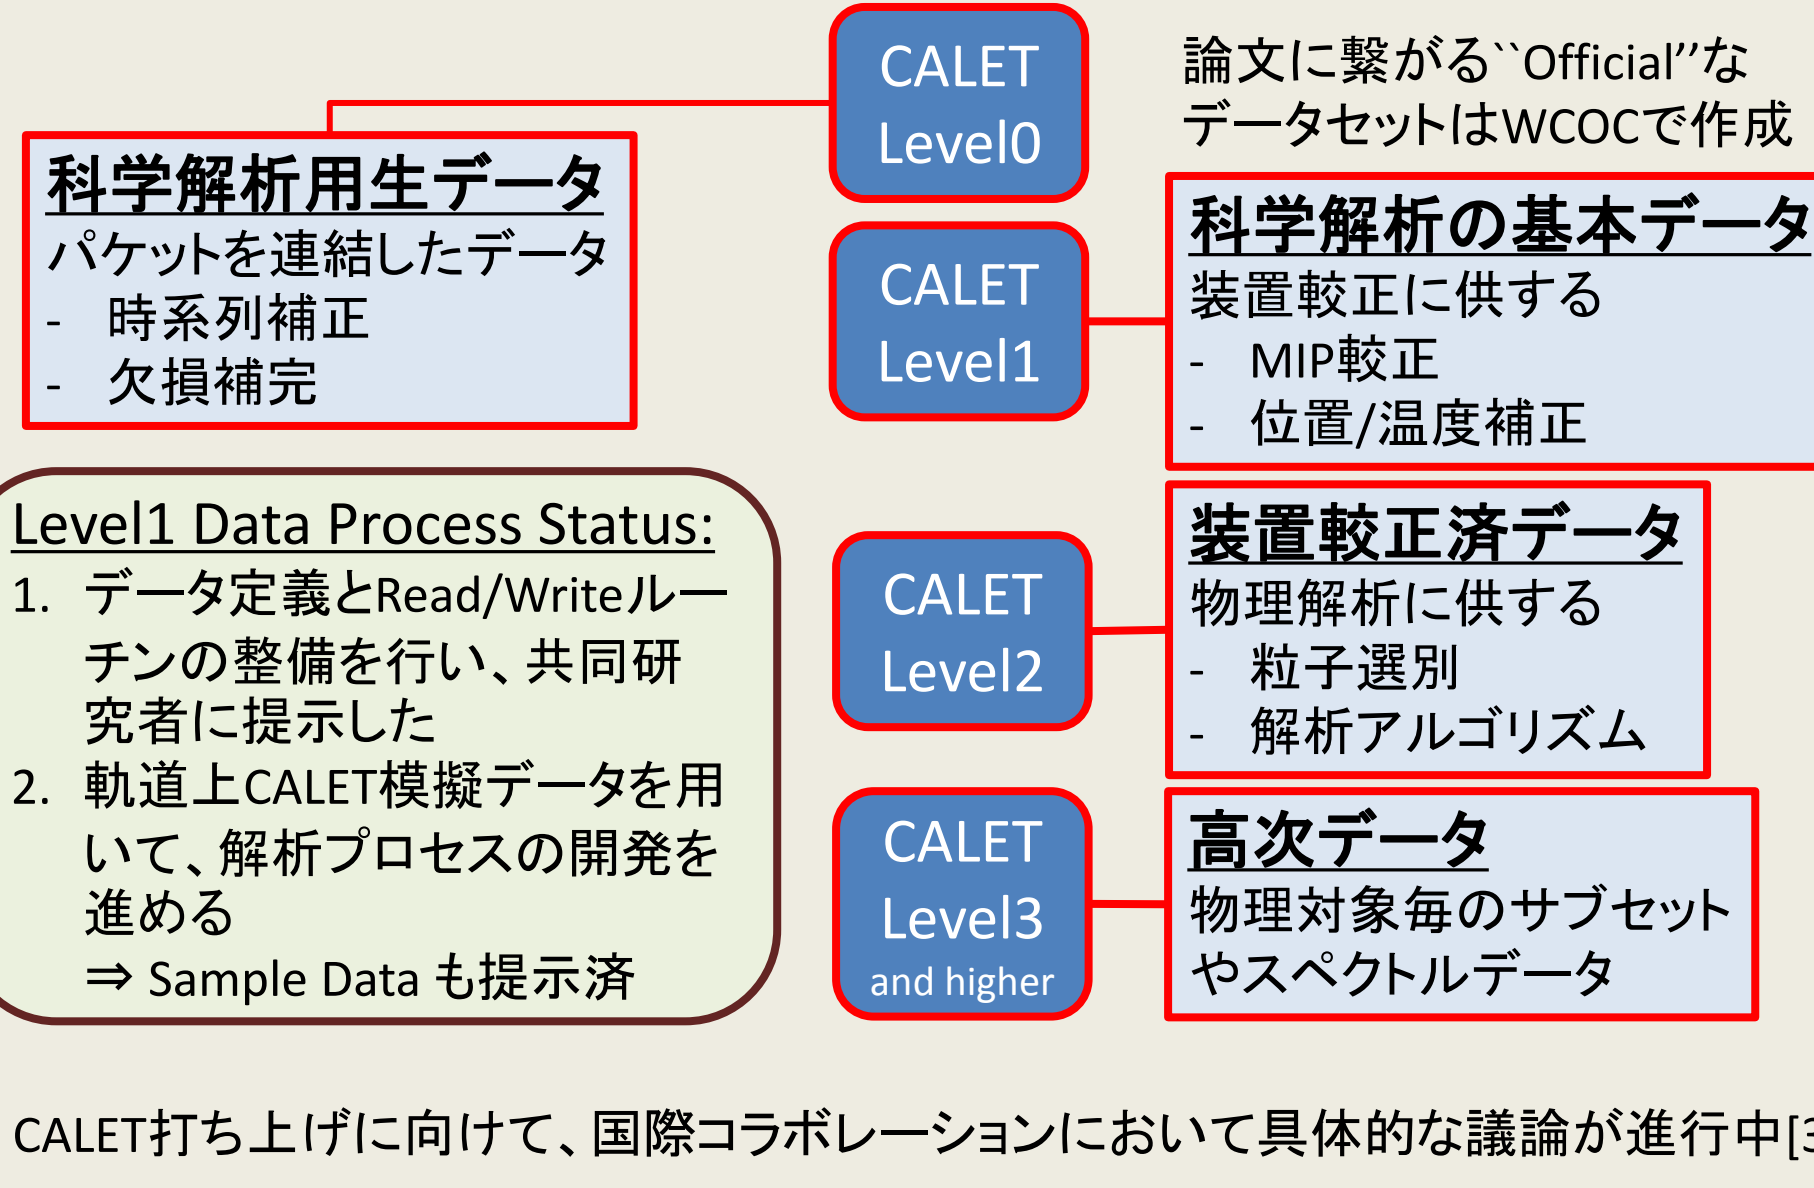 CALET
Level0
論文に繋がる``Official’’な
データセットはWCOCで作成
科学解析用生データ
パケットを連結したデータ
- 時系列補正
- 欠損補完
CALET
Level1
科学解析の基本データ
装置較正に供する
- MIP較正
- 位置/温度補正
Level1 Data Process Status:
1. データ定義とRead/Writeルー
チンの整備を行い、共同研
究者に提示した
2. 軌道上CALET模擬データを用
いて、解析プロセスの開発を
進める
⇒ Sample Data も提示済
CALET
Level2
装置較正済データ
物理解析に供する
- 粒子選別
- 解析アルゴリズム
CALET
Level3
and higher
高次データ
物理対象毎のサブセット
やスペクトルデータ
CALET打ち上げに向けて、国際コラボレーションにおいて具体的な議論が進行中[3